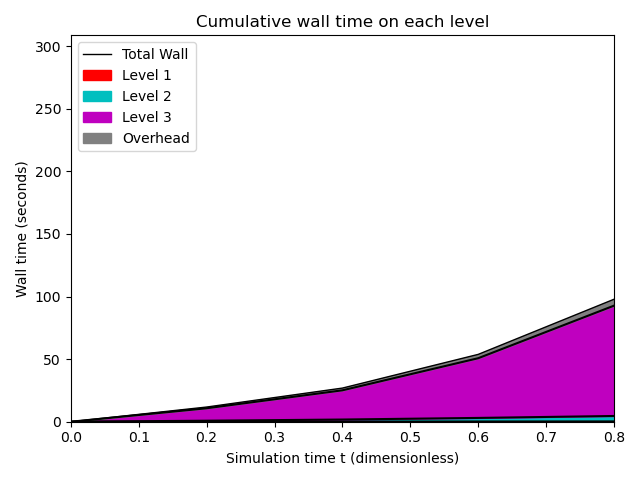 Cumulative wall time on each level
300
250
200
150
100
50
0
Wall time (seconds)
Total Wall
Level 1
Level 2
Level 3
Overhead
0.0 0.1 0.2 0.3 0.4 0.5 0.6 0.7 0.8
Simulation time t (dimensionless)